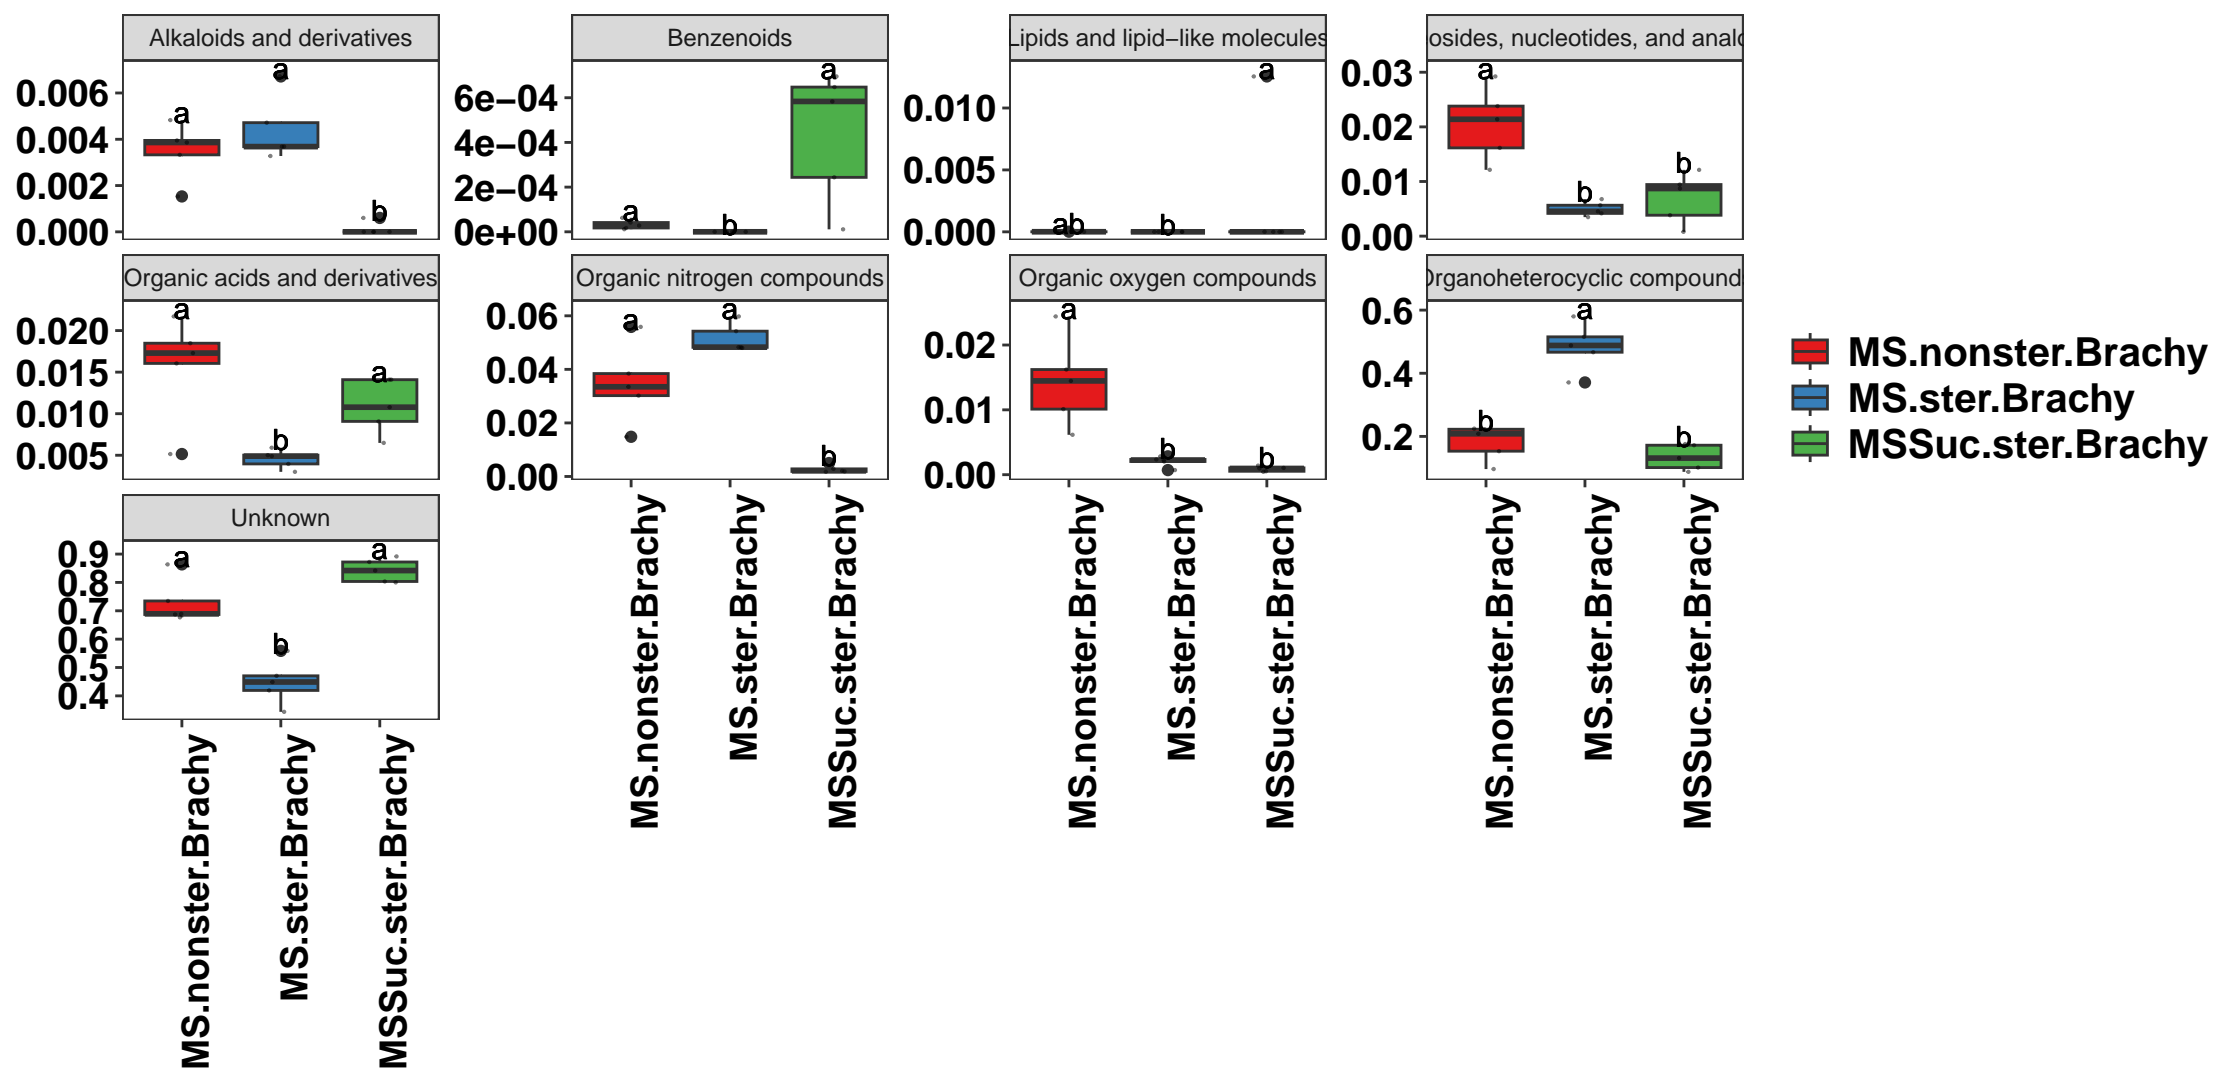 Alkaloids and derivatives
Benzenoids
Lipids and lipid−like molecules
osides, nucleotides, and analo
0.006
0.004
0.002
0.000
a
a
b
6e−04
4e−04
2e−04
0e+00
a
b
a
0.010
0.005
0.000
ab
b
a
0.03
0.02
0.01
0.00
a
b
b
Organic acids and derivatives
Organic nitrogen compounds
Organic oxygen compounds
Organoheterocyclic compound
0.020
0.015
0.010
0.005
a
b
a
0.06
0.04
0.02
0.00
a
a
b
0.02
0.01
0.00
a
b
b
0.6
0.4
0.2
b
a
b
MS.nonster.Brachy
MS.ster.Brachy
MSSuc.ster.Brachy
Unknown
0.9
0.8
0.7
0.6
0.5
0.4
a
b
a
MS.nonster.Brachy
MS.ster.Brachy
MSSuc.ster.Brachy
MS.nonster.Brachy
MS.ster.Brachy
MSSuc.ster.Brachy
MS.nonster.Brachy
MS.ster.Brachy
MSSuc.ster.Brachy
MS.nonster.Brachy
MS.ster.Brachy
MSSuc.ster.Brachy